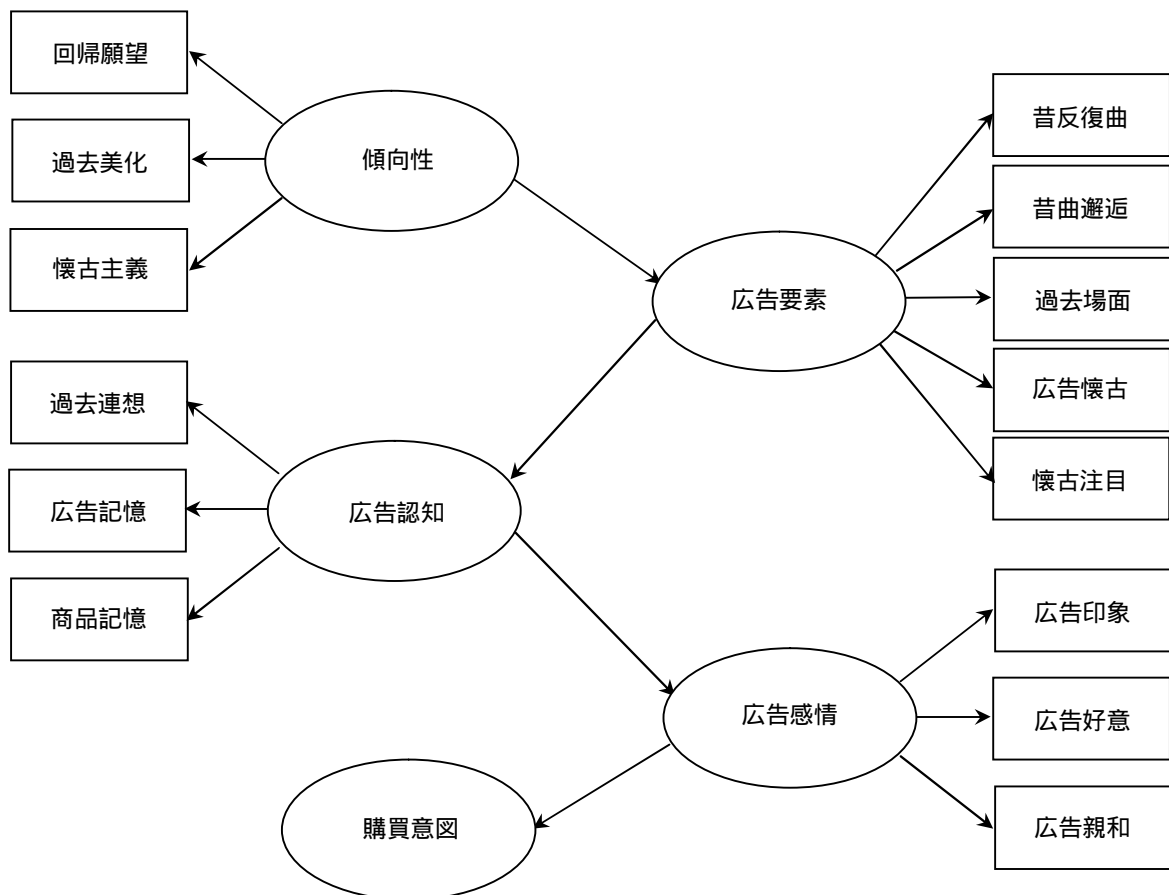 回帰願望
過去美化
懐古主義
傾向性
昔反復曲
昔曲邂逅
過去場面
広告懐古
懐古注目
広告要素
過去連想
広告記憶
商品記憶
広告認知
広告印象
広告好意
広告親和
広告感情
購買意図